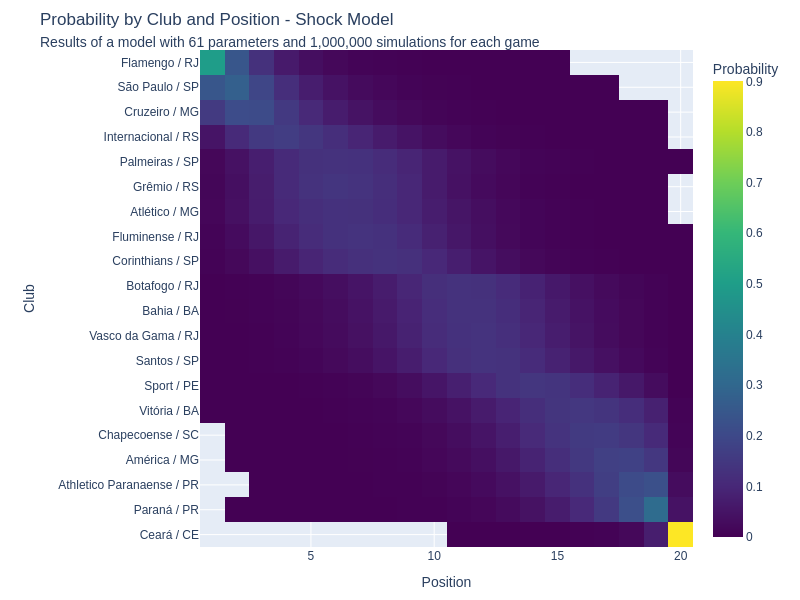 Probability by Club and Position - Shock Model
Results of a model with 61 parameters and 1,000,000 simulations for each game
Probability
Flamengo / RJ
São Paulo / SP
Cruzeiro / MG
Internacional / RS
Palmeiras / SP
Grêmio / RS
Atlético / MG
Fluminense / RJ
Corinthians / SP
Botafogo / RJ
Bahia / BA
Vasco da Gama / RJ
Santos / SP
Sport / PE
Vitória / BA
Chapecoense / SC
América / MG
Athletico Paranaense / PR
Paraná / PR
Ceará / CE
Club
0.9
0.8
0.7
0.6
0.5
0.4
0.3
0.2
0.1
0
5
10
15
20
Position